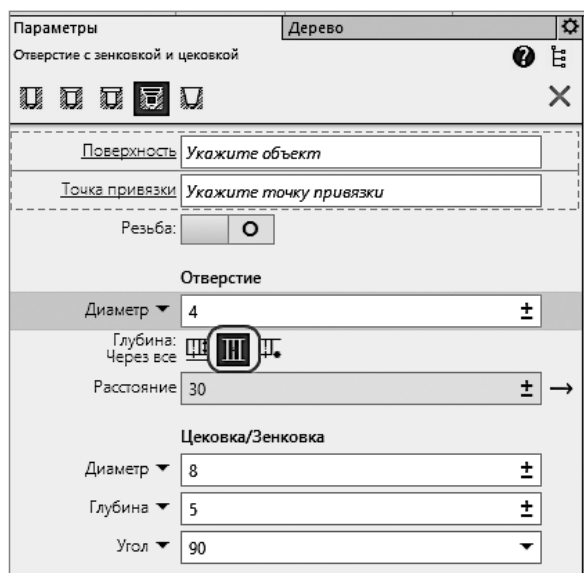 Параметры
Дерево
Отверстие с зенковкой и цековкой
Поверхность Укажите объект
Точка привязки Укажите точку привязки
Резьба:
Отверстие
Диаметр 4
Глубина:
Через все
Расстояние 30
Цековка/Зенковка
Диаметр 8
Глубина 5
Угол 90